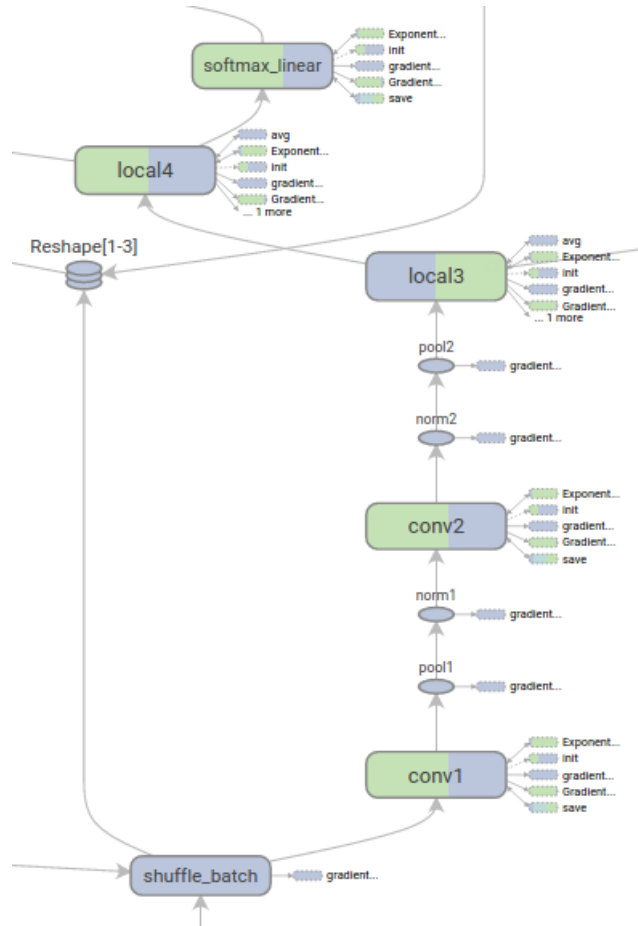 softmax_linear
Exponent...
init
gradient...
Gradient...
save
local4
avg
Exponent...
init
gradient...
Gradient...
... 1 more
Reshape[1-3]
local3
avg
Exponent...
init
gradient...
Gradient...
... 1 more
pool2
gradient...
norm2
gradient...
conv2
Exponent...
init
gradient...
Gradient...
save
norm1
gradient...
pool1
gradient...
conv1
Exponent...
init
gradient...
Gradient...
save
shuffle_batch
gradient...